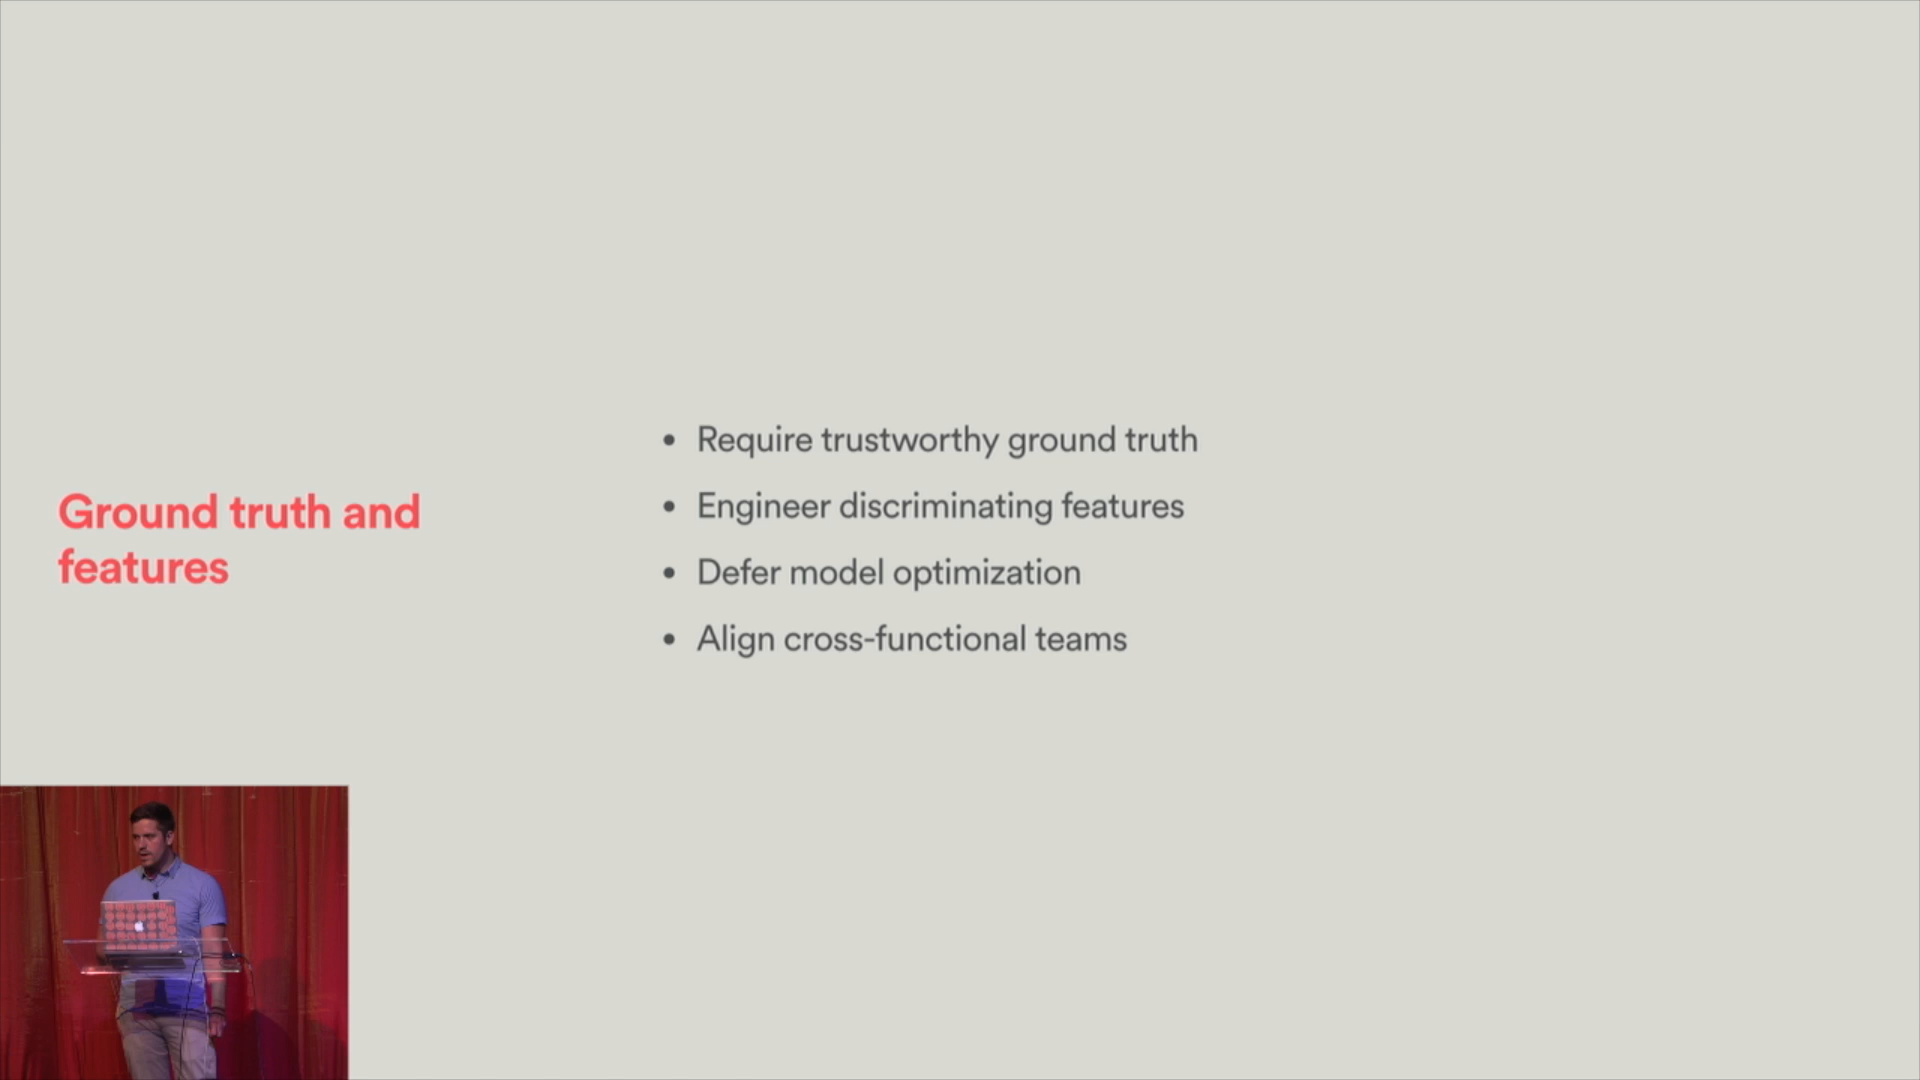 Ground truth and
features
• Require trustworthy ground truth
• Engineer discriminating features
• Defer model optimization
• Align cross-functional teams